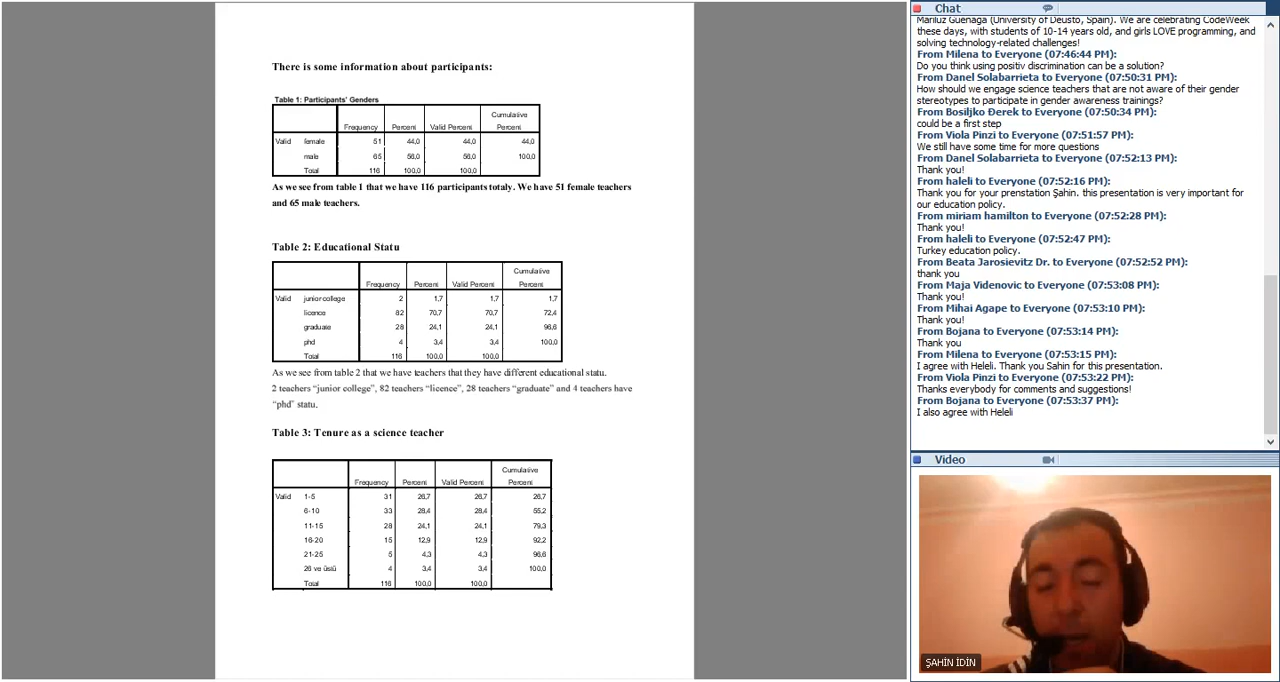 There is some information about participants:
Table 1: Participants' Genders
Frequency Percent Valid Percent Cumulative Percent
Valid female 51 44,0 44,0 44,0
male 65 56,0 56,0 100,0
Total 116 100,0 100,0
As we see from table 1 that we have 116 participants totaly. We have 51 female teachers
and 65 male teachers.
Table 2: Educational Statu
Frequency Percent Valid Percent Cumulative Percent
Valid junior college 2 1,7 1,7 1,7
licence 82 70,7 70,7 72,4
graduate 28 24,1 24,1 96,6
phd 4 3,4 3,4 100,0
Total 116 100,0 100,0
As we see from table 2 that we have teachers that they have different educational statu.
2 teachers “junior college”, 82 teachers “licence”, 28 teachers “graduate” and 4 teachers have
“phd” statu.
Table 3: Tenure as a science teacher
Frequency Percent Valid Percent Cumulative Percent
Valid 1-5 31 26,7 26,7 26,7
6-10 33 28,4 28,4 55,2
11-15 28 24,1 24,1 79,3
16-20 15 12,9 12,9 92,2
21-25 5 4,3 4,3 96,6
26 ve üstü 4 3,4 3,4 100,0
Total 116 100,0 100,0
Chat
Mariluz Guenaga (University of Deusto, Spain). We are celebrating CodeWeek
these days, with students of 10-14 years old, and girls LOVE programming, and
solving technology-related challenges!
From Milena to Everyone (07:46:44 PM):
Do you think using positiv discrimination can be a solution?
From Danel Solabarrieta to Everyone (07:50:31 PM):
How should we engage science teachers that are not aware of their gender
stereotypes to participate in gender awareness trainings?
From Bosiljko Đerek to Everyone (07:50:34 PM):
could be a first step
From Viola Pinzi to Everyone (07:51:57 PM):
We still have some time for more questions
From Danel Solabarrieta to Everyone (07:52:13 PM):
Thank you!
From haleli to Everyone (07:52:16 PM):
Thank you for your prenstation Şahin. this presentation is very important for
our education policy.
From miriam hamilton to Everyone (07:52:28 PM):
Thank you!
From haleli to Everyone (07:52:47 PM):
Turkey education policy.
From Beata Jarosievitz Dr. to Everyone (07:52:52 PM):
thank you
From Maja Videnovic to Everyone (07:53:08 PM):
Thank you!
From Mihai Agape to Everyone (07:53:10 PM):
Thank you!
From Bojana to Everyone (07:53:14 PM):
Thank you
From Milena to Everyone (07:53:15 PM):
I agree with Heleli. Thank you Sahin for this presentation.
From Viola Pinzi to Everyone (07:53:22 PM):
Thanks everybody for comments and suggestions!
From Bojana to Everyone (07:53:37 PM):
I also agree with Heleli
Video
ŞAHİN İDİN